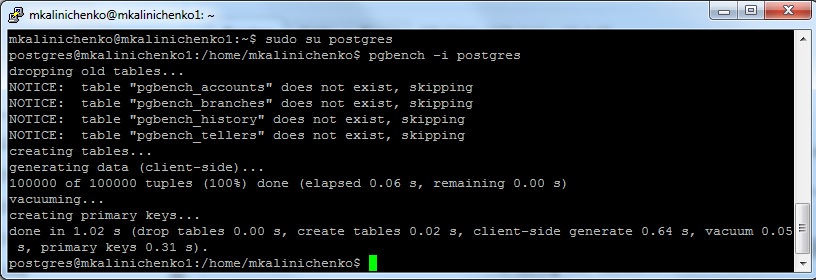 mkalinichenko@mkalinichenko1: ~
mkalinichenko@mkalinichenko1:~$ sudo su postgres
postgres@mkalinichenko1:/home/mkalinichenko$ pgbench -i postgres
dropping old tables...
NOTICE:  table "pgbench_accounts" does not exist, skipping
NOTICE:  table "pgbench_branches" does not exist, skipping
NOTICE:  table "pgbench_history" does not exist, skipping
NOTICE:  table "pgbench_tellers" does not exist, skipping
creating tables...
generating data (client-side)...
100000 of 100000 tuples (100%) done (elapsed 0.06 s, remaining 0.00 s)
vacuuming...
creating primary keys...
done in 1.02 s (drop tables 0.00 s, create tables 0.02 s, client-side generate 0.64 s, vacuum 0.05
 s, primary keys 0.31 s).
postgres@mkalinichenko1:/home/mkalinichenko$